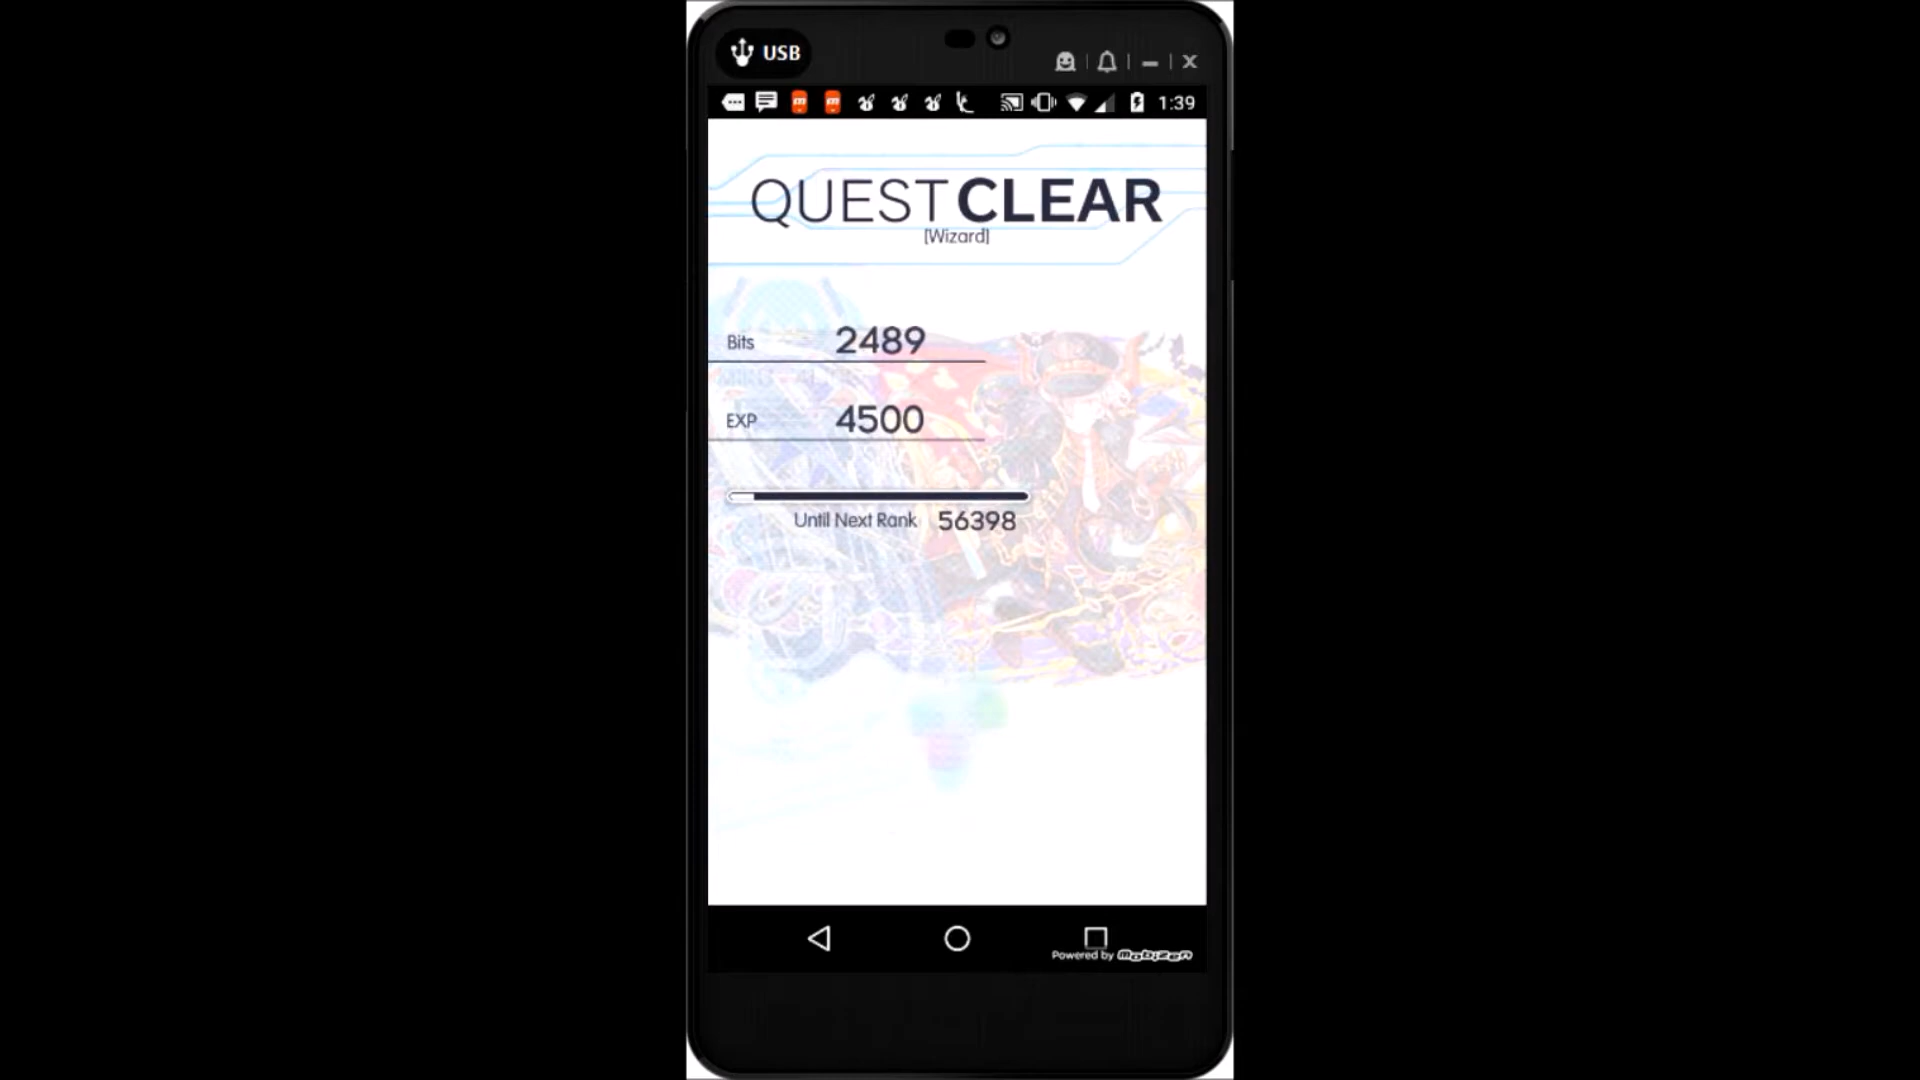 USB
1:39
QUEST CLEAR
[Wizard]
Bits 2489
EXP 4500
Until Next Rank 56398
Powered by mobizen